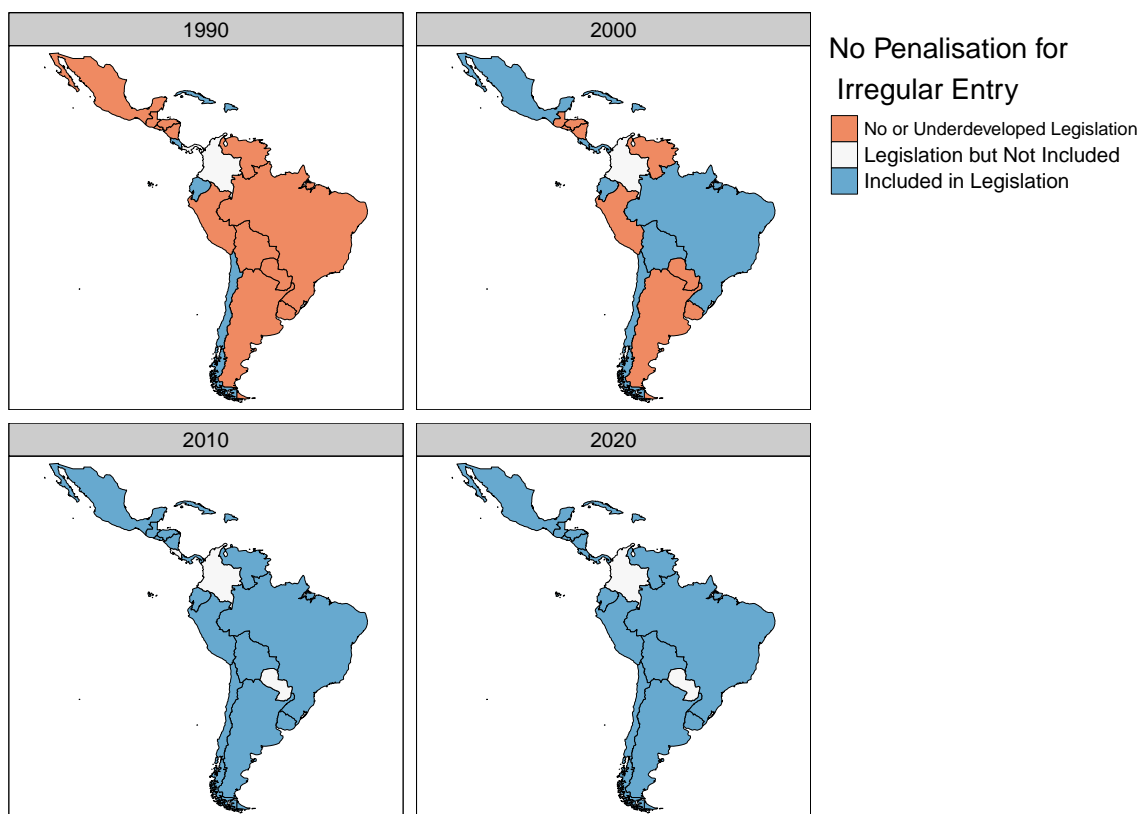 1990
2000
No Penalisation for
Irregular Entry
No or Underdeveloped Legislation
Legislation but Not Included
Included in Legislation
2010
2020